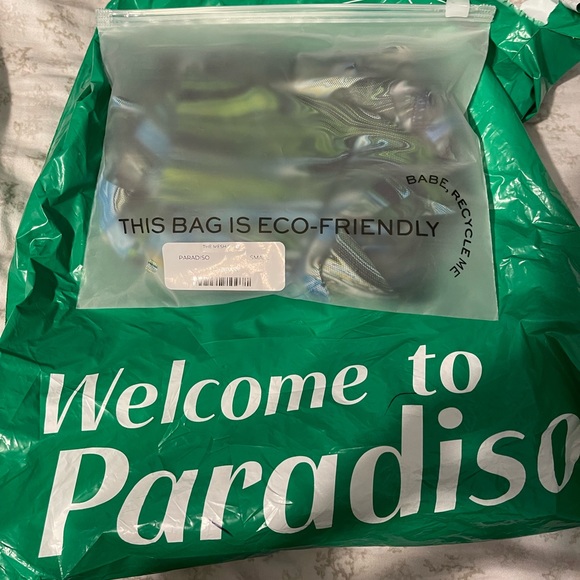 BABE, RECYCLE ME
THIS BAG IS ECO-FRIENDLY
PARADISO
Welcome to
Paradiso